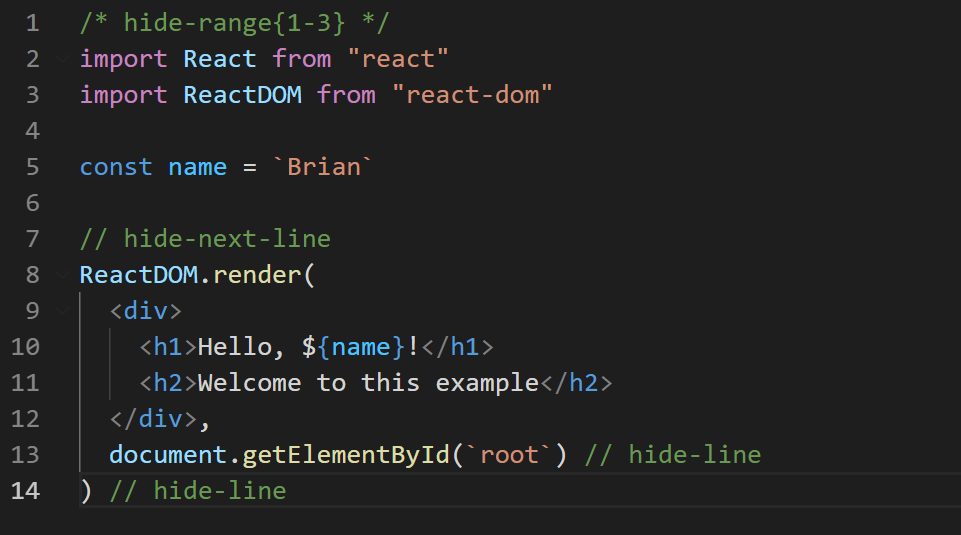 1 /* hide-range{1-3} */
2 import React from "react"
3 import ReactDOM from "react-dom"
4
5 const name = `Brian`
6
7 // hide-next-line
8 ReactDOM.render(
9   <div>
10     <h1>Hello, ${name}!</h1>
11     <h2>Welcome to this example</h2>
12   </div>,
13   document.getElementById(`root`) // hide-line
14 ) // hide-line